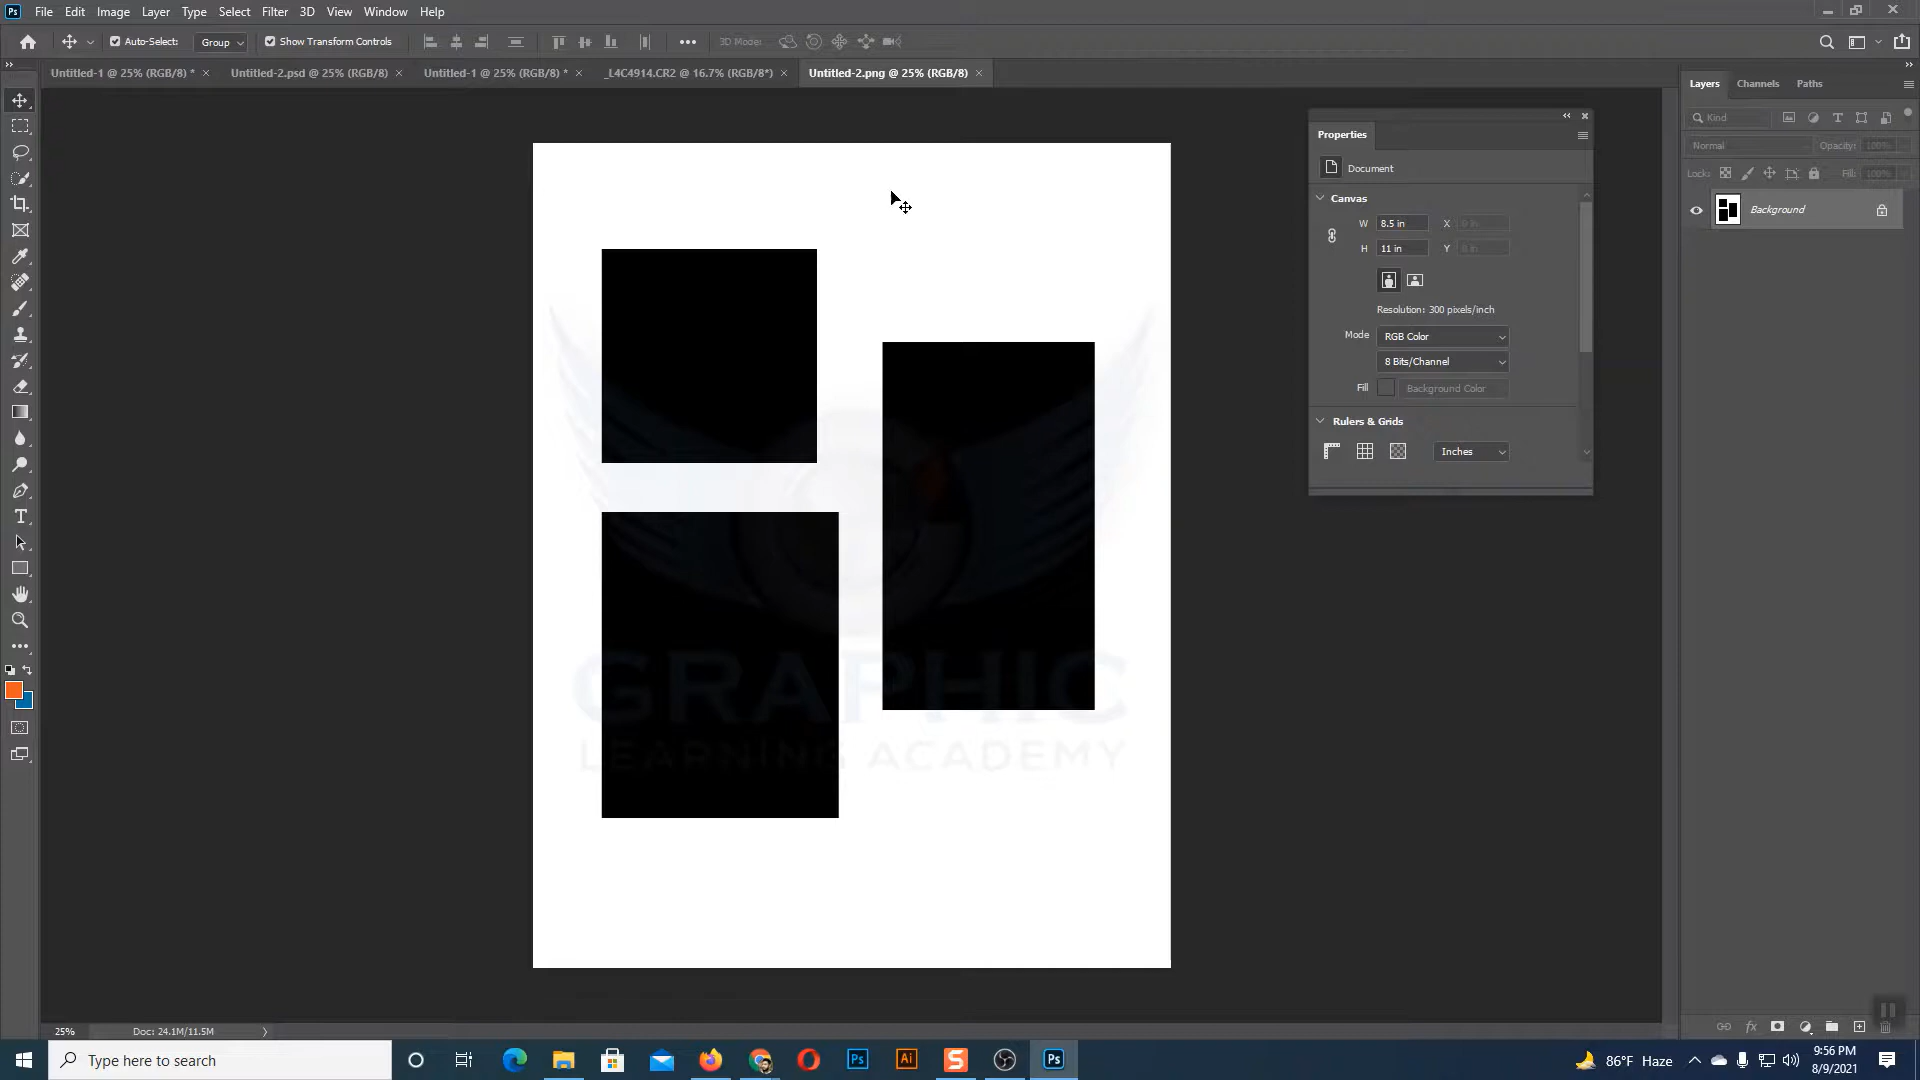 Ps File Edit Image Layer Type Select Filter 3D View Window Help
Auto-Select: Group Show Transform Controls 3D Mode:
Untitled-1 @ 25% (RGB/8) * × Untitled-2.psd @ 25% (RGB/8) × Untitled-1 @ 25% (RGB/8) * × _L4C4914.CR2 @ 16.7% (RGB/8*) × Untitled-2.png @ 25% (RGB/8) ×
Layers Channels Paths
Kind
Normal Opacity: 100%
Lock: Fill: 100%
Background
Properties
Document
Canvas
W 8.5 in X 0 in
H 11 in Y 0 in
Resolution: 300 pixels/inch
Mode RGB Color
8 Bits/Channel
Fill Background Color
Rulers & Grids
Inches
GRAPHIC
LEARNING ACADEMY
25% Doc: 24.1M/11.5M
Type here to search
Ps Ai S Ps
86°F Haze
9:56 PM
8/9/2021